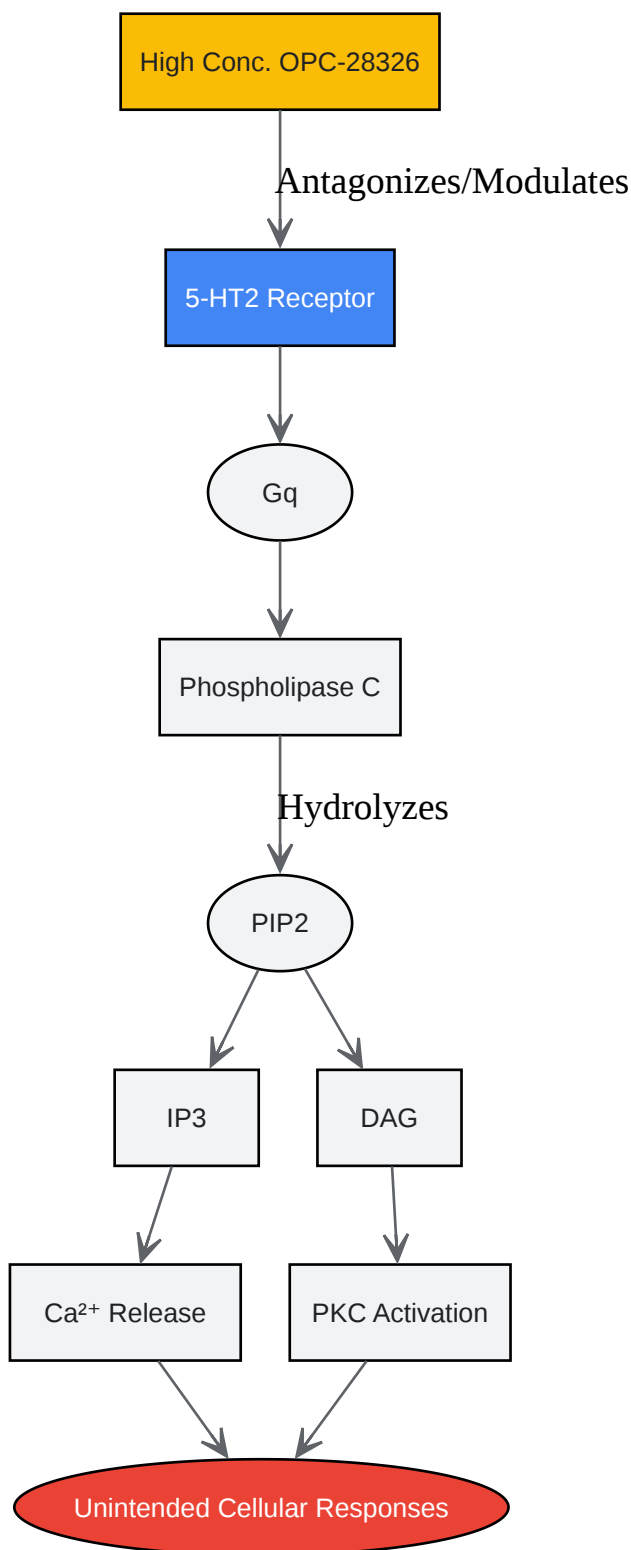 High Conc. OPC-28326
Antagonizes/Modulates
5-HT2 Receptor
Gq
Phospholipase C
Hydrolyzes
PIP2
IP3
DAG
Ca²⁺ Release
PKC Activation
Unintended Cellular Responses